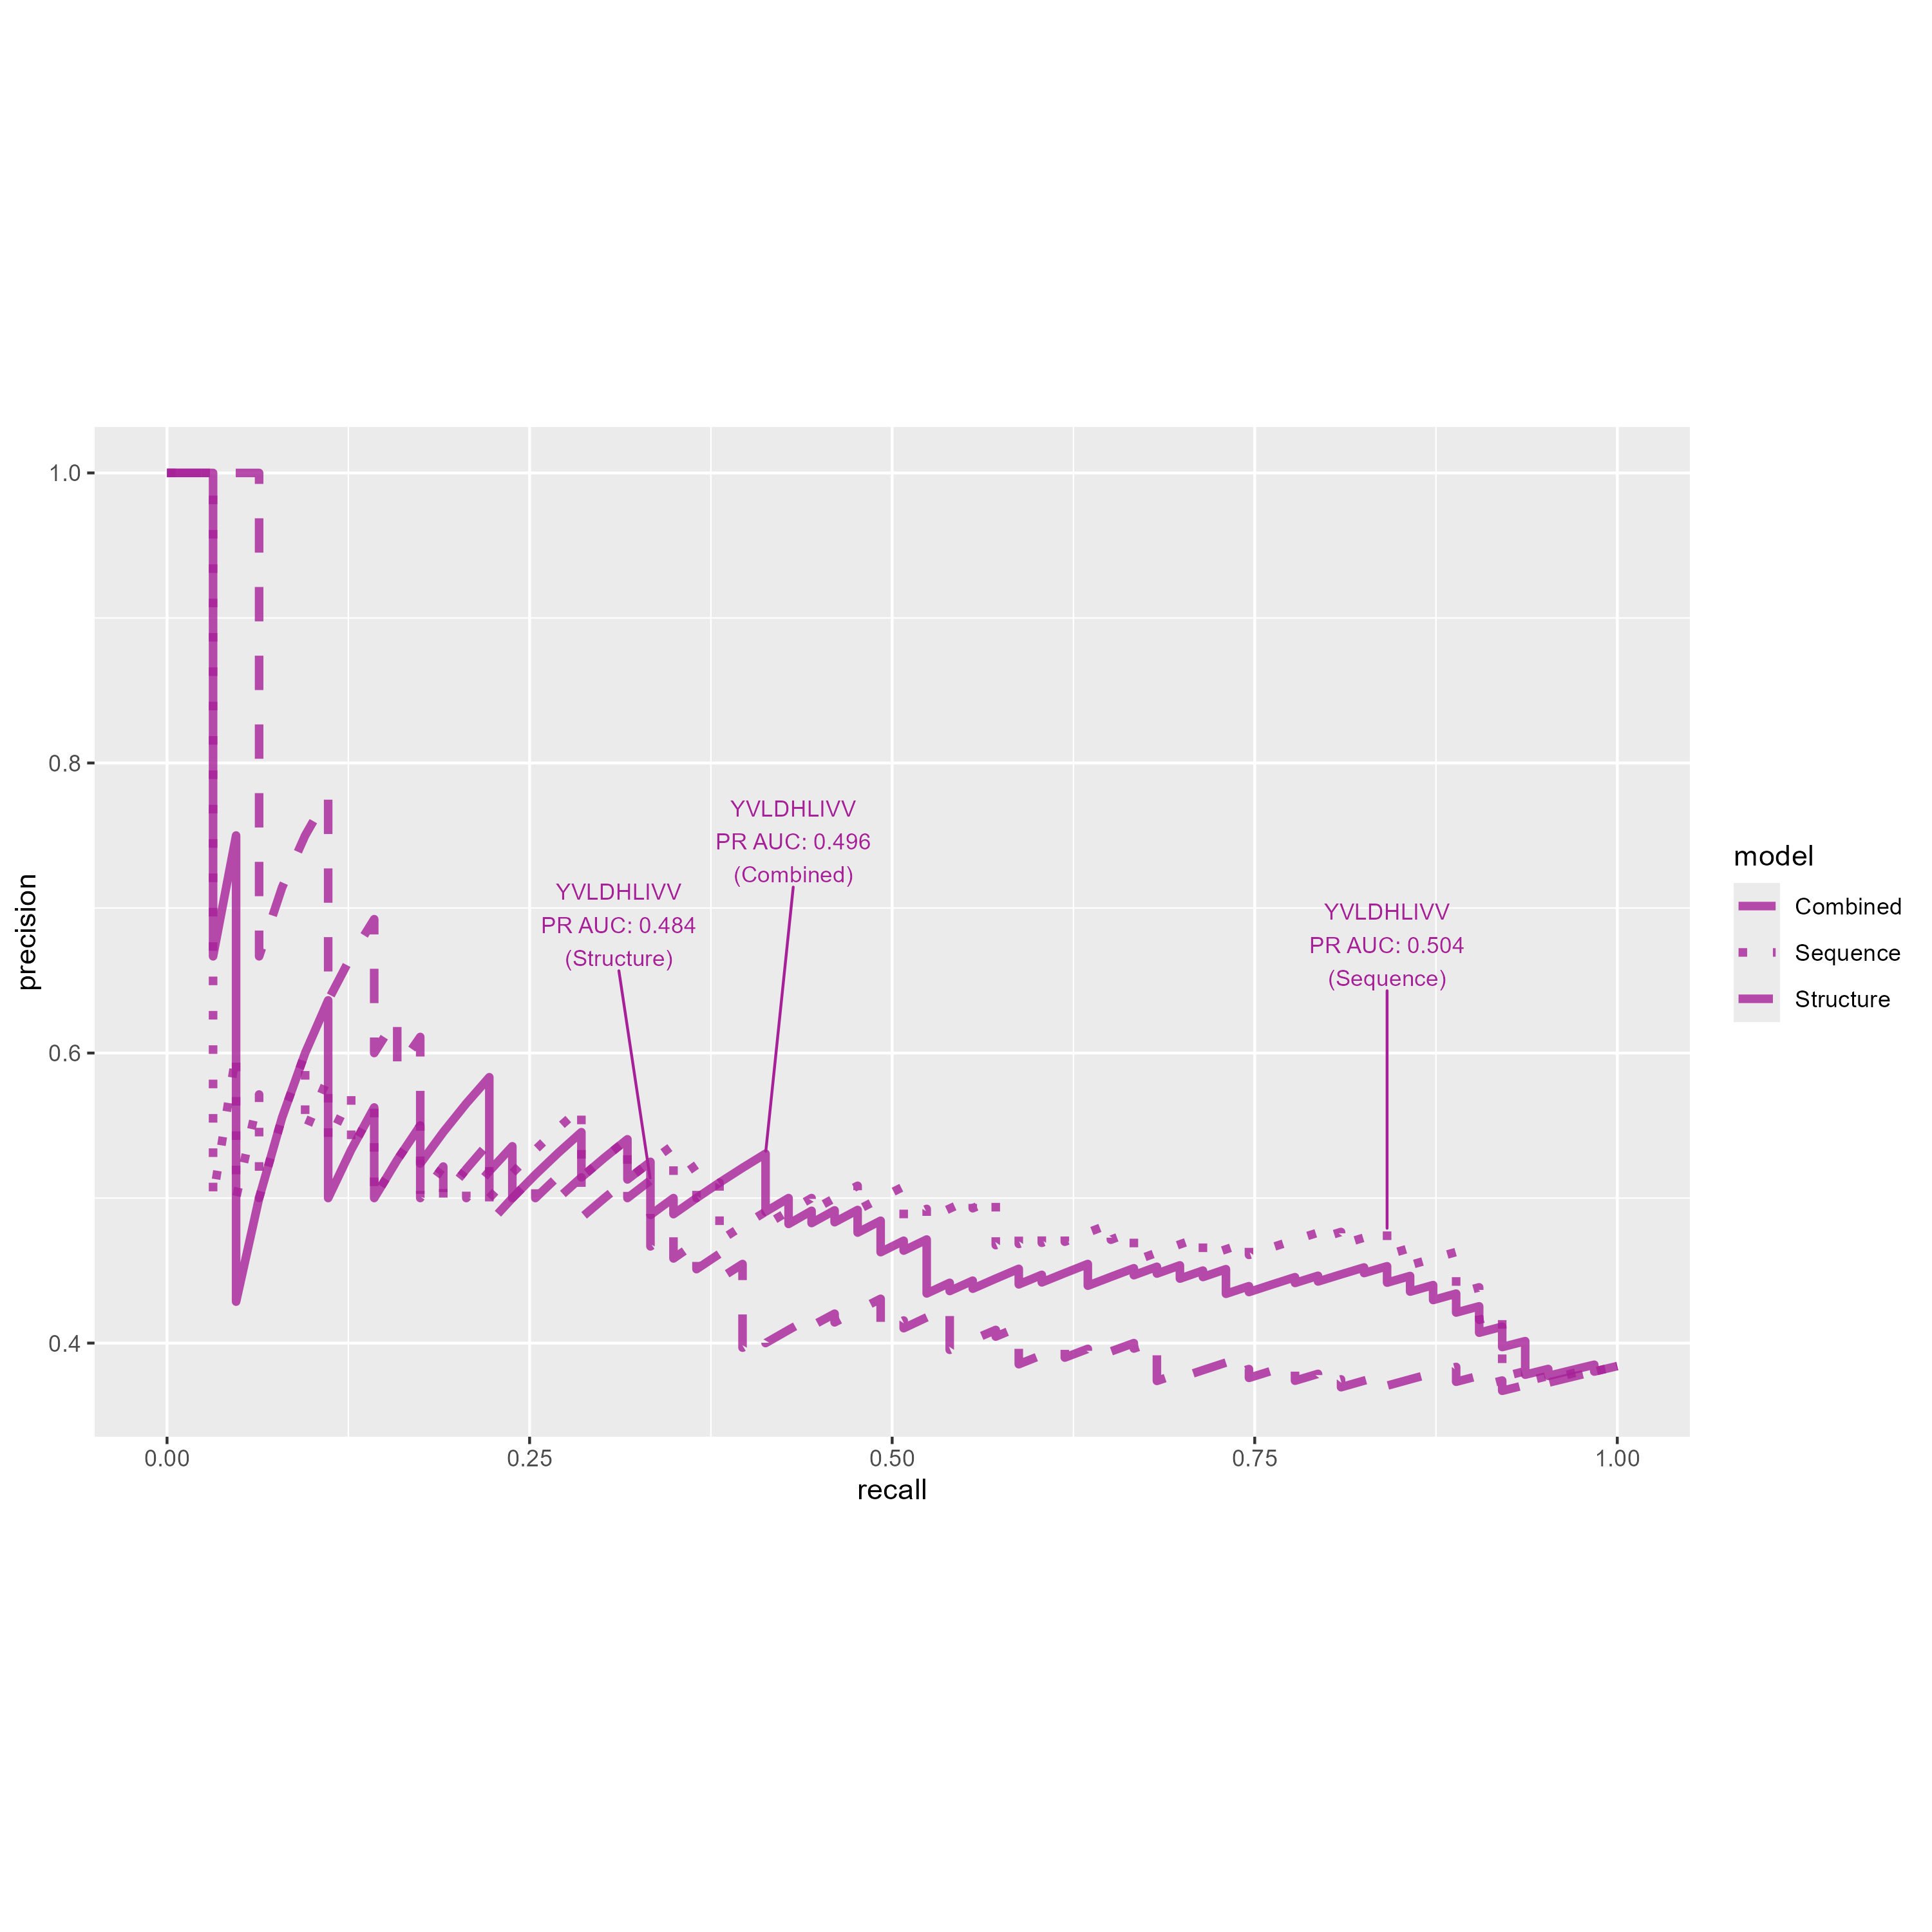 1.0
0.8
0.6
0.4
precision
YVLDHLIVV
PR AUC: 0.496
(Combined)
YVLDHLIVV
PR AUC: 0.484
(Structure)
YVLDHLIVV
PR AUC: 0.504
(Sequence)
0.00
0.25
0.50
0.75
1.00
recall
model
Combined
Sequence
Structure